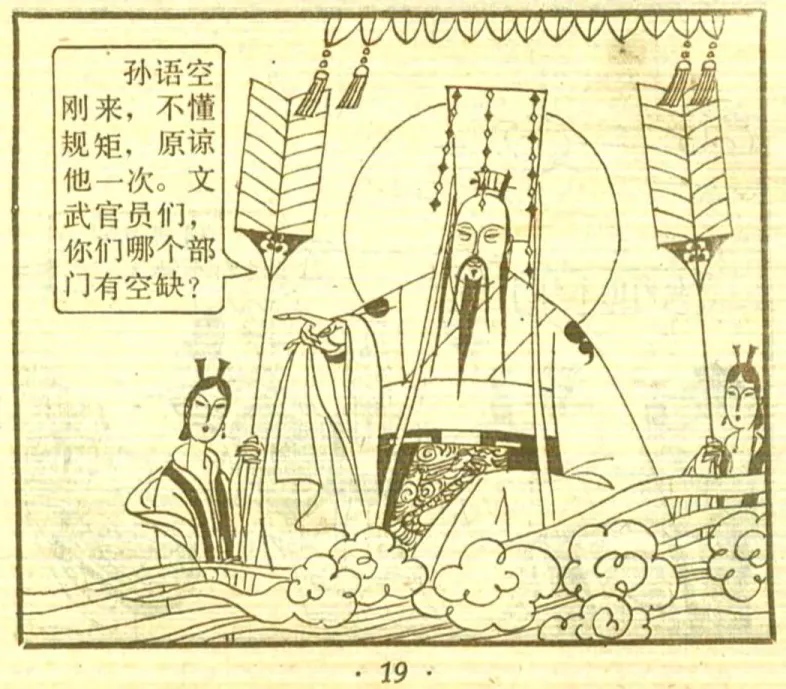 孙语空
刚来，不懂
规矩，原谅
他一次。文
武官员们，
你们哪个部
门有空缺？
· 19 ·